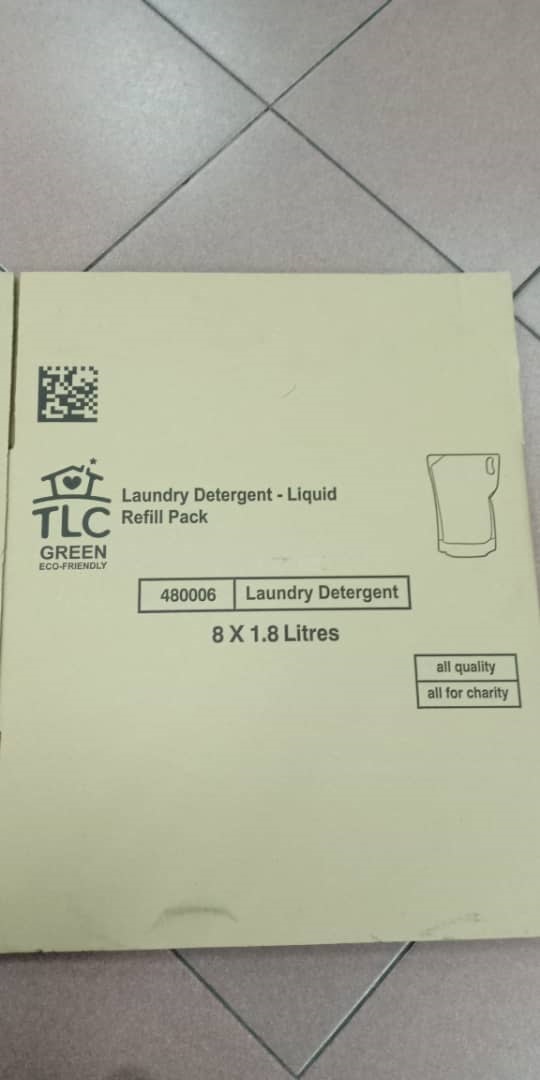 TLC
GREEN
ECO-FRIENDLY
Laundry Detergent - Liquid
Refill Pack
480006 Laundry Detergent
8 X 1.8 Litres
all quality
all for charity